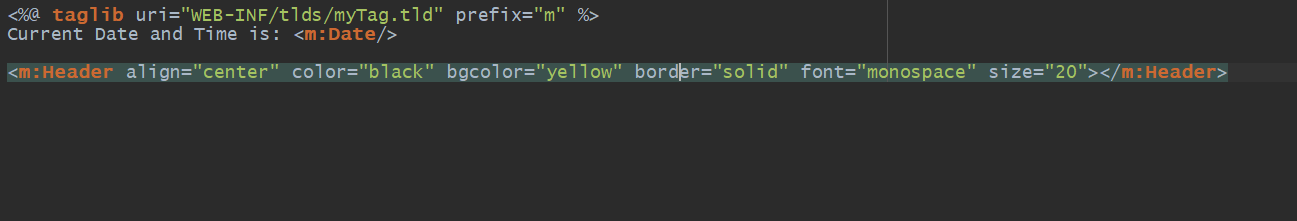 <%@ taglib uri="WEB-INF/tlds/myTag.tld" prefix="m" %>
Current Date and Time is: <m:Date/>
<m:Header align="center" color="black" bgcolor="yellow" border="solid" font="monospace" size="20"></m:Header>